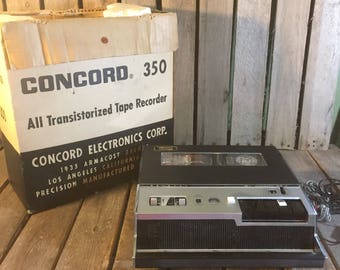 CONCORD® 350
All Transistorized Tape Recorder
CONCORD ELECTRONICS CORP.
1935 ARMACOST
LOS ANGELES CALIFORNIA
PRECISION MANUFACTURED